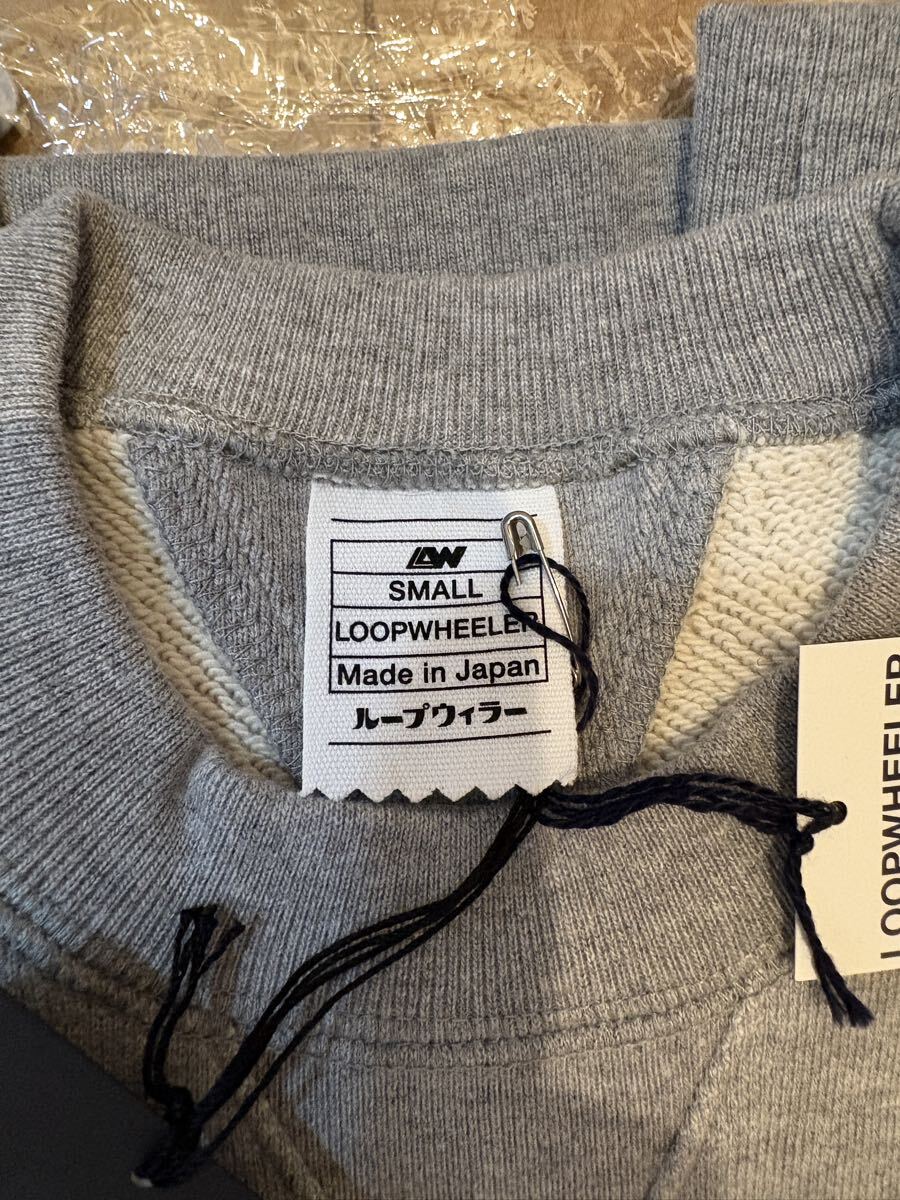 LW
SMALL
LOOPWHEELER
Made in Japan
ループウィラー
LOOPWHEELER